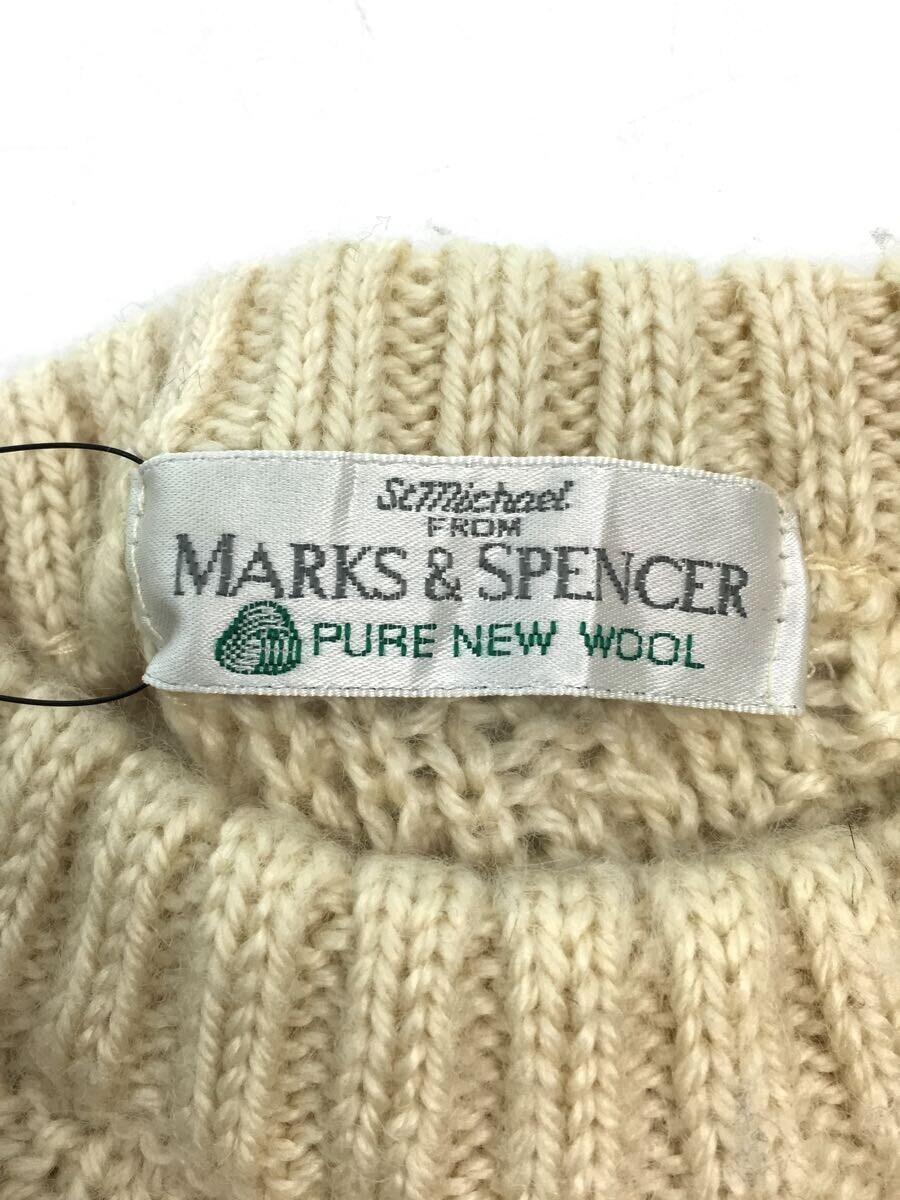 St Michael
FROM
MARKS & SPENCER
PURE NEW WOOL